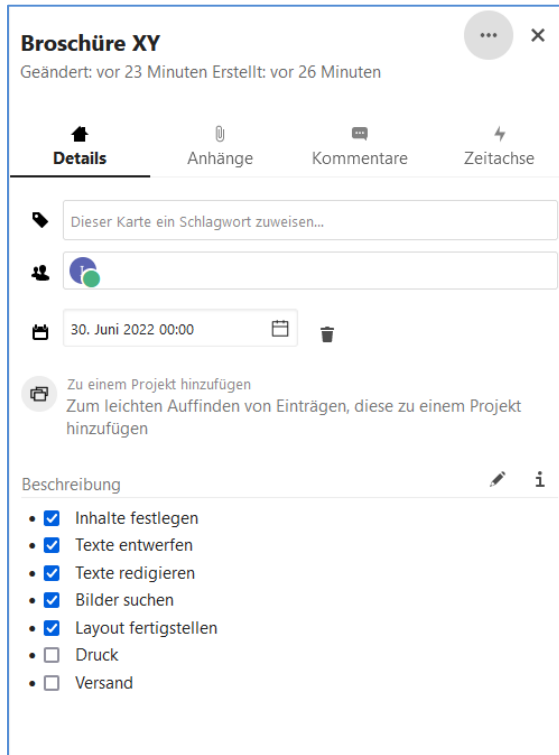 Broschüre XY
Geändert: vor 23 Minuten Erstellt: vor 26 Minuten
Details
Anhänge
Kommentare
Zeitachse
Dieser Karte ein Schlagwort zuweisen...
30. Juni 2022 00:00
Zu einem Projekt hinzufügen
Zum leichten Auffinden von Einträgen, diese zu einem Projekt
hinzufügen
Beschreibung
Inhalte festlegen
Texte entwerfen
Texte redigieren
Bilder suchen
Layout fertigstellen
Druck
Versand